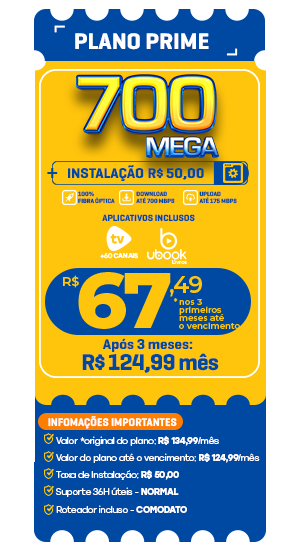 PLANO PRIME
700
MEGA
+ INSTALAÇÃO R$ 50,00
100%
FIBRA ÓPTICA
DOWNLOAD
ATÉ 700 MBPS
UPLOAD
ATÉ 175 MBPS
APLICATIVOS INCLUSOS
tv
+60 CANAIS
ubook
Livros
R$ 67,49
*nos 3
primeiros
meses até
o vencimento
Após 3 meses:
R$ 124,99 mês
INFOMAÇÕES IMPORTANTES
Valor *original do plano: R$ 134,99/mês
Valor do plano até o vencimento: R$ 124,99/mês
Taxa de Instalação: R$ 50,00
Suporte 36H úteis - NORMAL
Roteador incluso - COMODATO